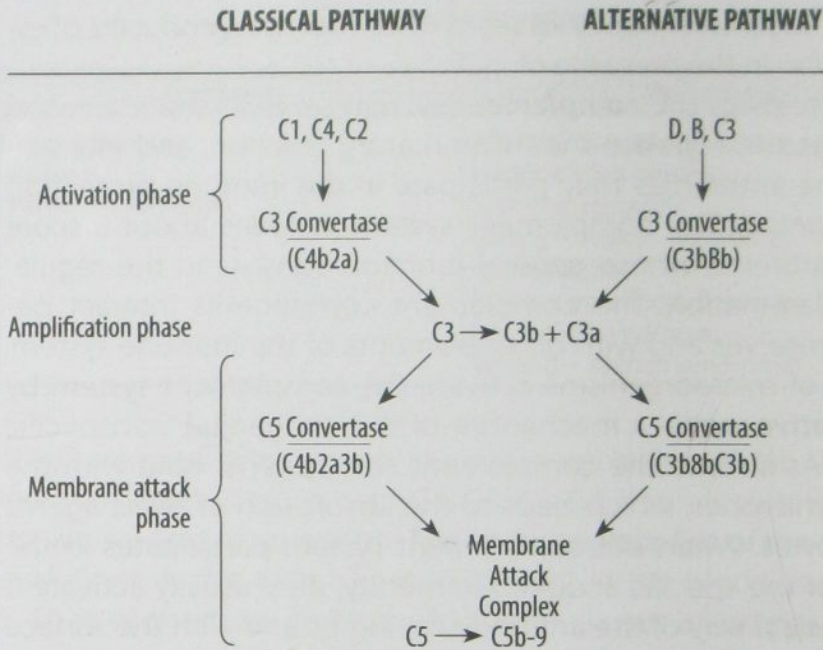 CLASSICAL PATHWAY ALTERNATIVE PATHWAY
C1, C4, C2 D, B, C3
Activation phase
C3 Convertase C3 Convertase
(C4b2a) (C3bBb)
Amplification phase C3 → C3b + C3a
C5 Convertase C5 Convertase
(C4b2a3b) (C3b8bC3b)
Membrane attack
phase
Membrane
Attack
Complex
C5 → C5b-9